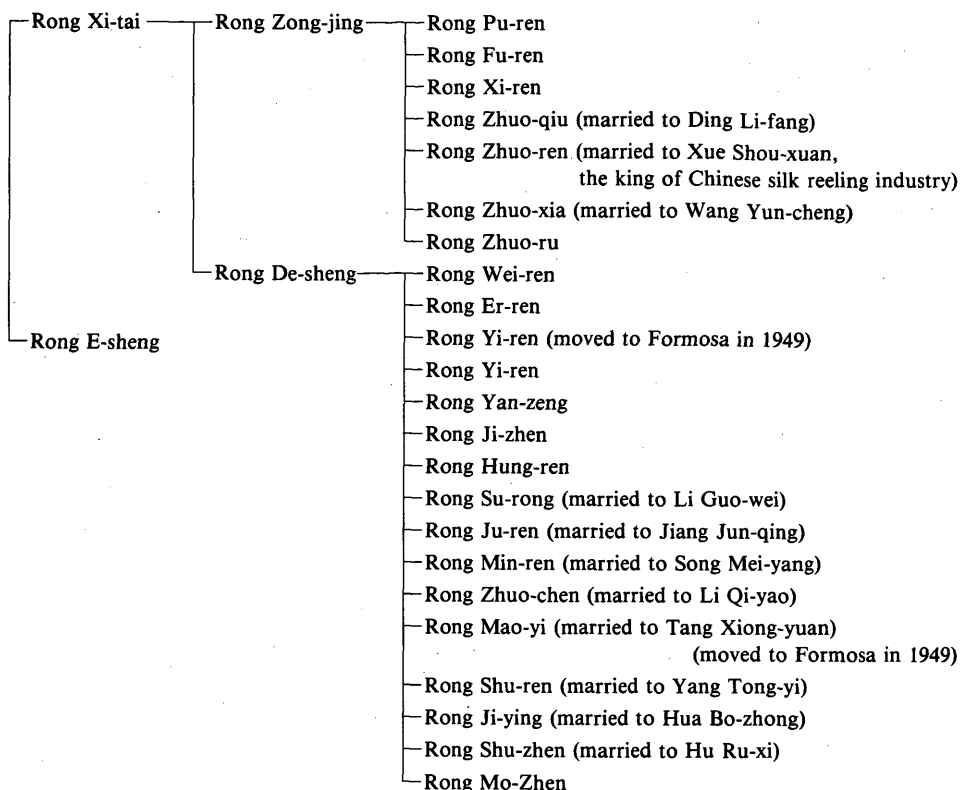 Rong Xi-tai Rong Zong-jing Rong Pu-ren
Rong Fu-ren
Rong Xi-ren
Rong Zhuo-qiu (married to Ding Li-fang)
Rong Zhuo-ren (married to Xue Shou-xuan,
the king of Chinese silk reeling industry)
Rong Zhuo-xia (married to Wang Yun-cheng)
Rong Zhuo-ru
Rong De-sheng Rong Wei-ren
Rong Er-ren
Rong E-sheng Rong Yi-ren (moved to Formosa in 1949)
Rong Yi-ren
Rong Yan-zeng
Rong Ji-zhen
Rong Hung-ren
Rong Su-rong (married to Li Guo-wei)
Rong Ju-ren (married to Jiang Jun-qing)
Rong Min-ren (married to Song Mei-yang)
Rong Zhuo-chen (married to Li Qi-yao)
Rong Mao-yi (married to Tang Xiong-yuan)
(moved to Formosa in 1949)
Rong Shu-ren (married to Yang Tong-yi)
Rong Ji-ying (married to Hua Bo-zhong)
Rong Shu-zhen (married to Hu Ru-xi)
Rong Mo-Zhen